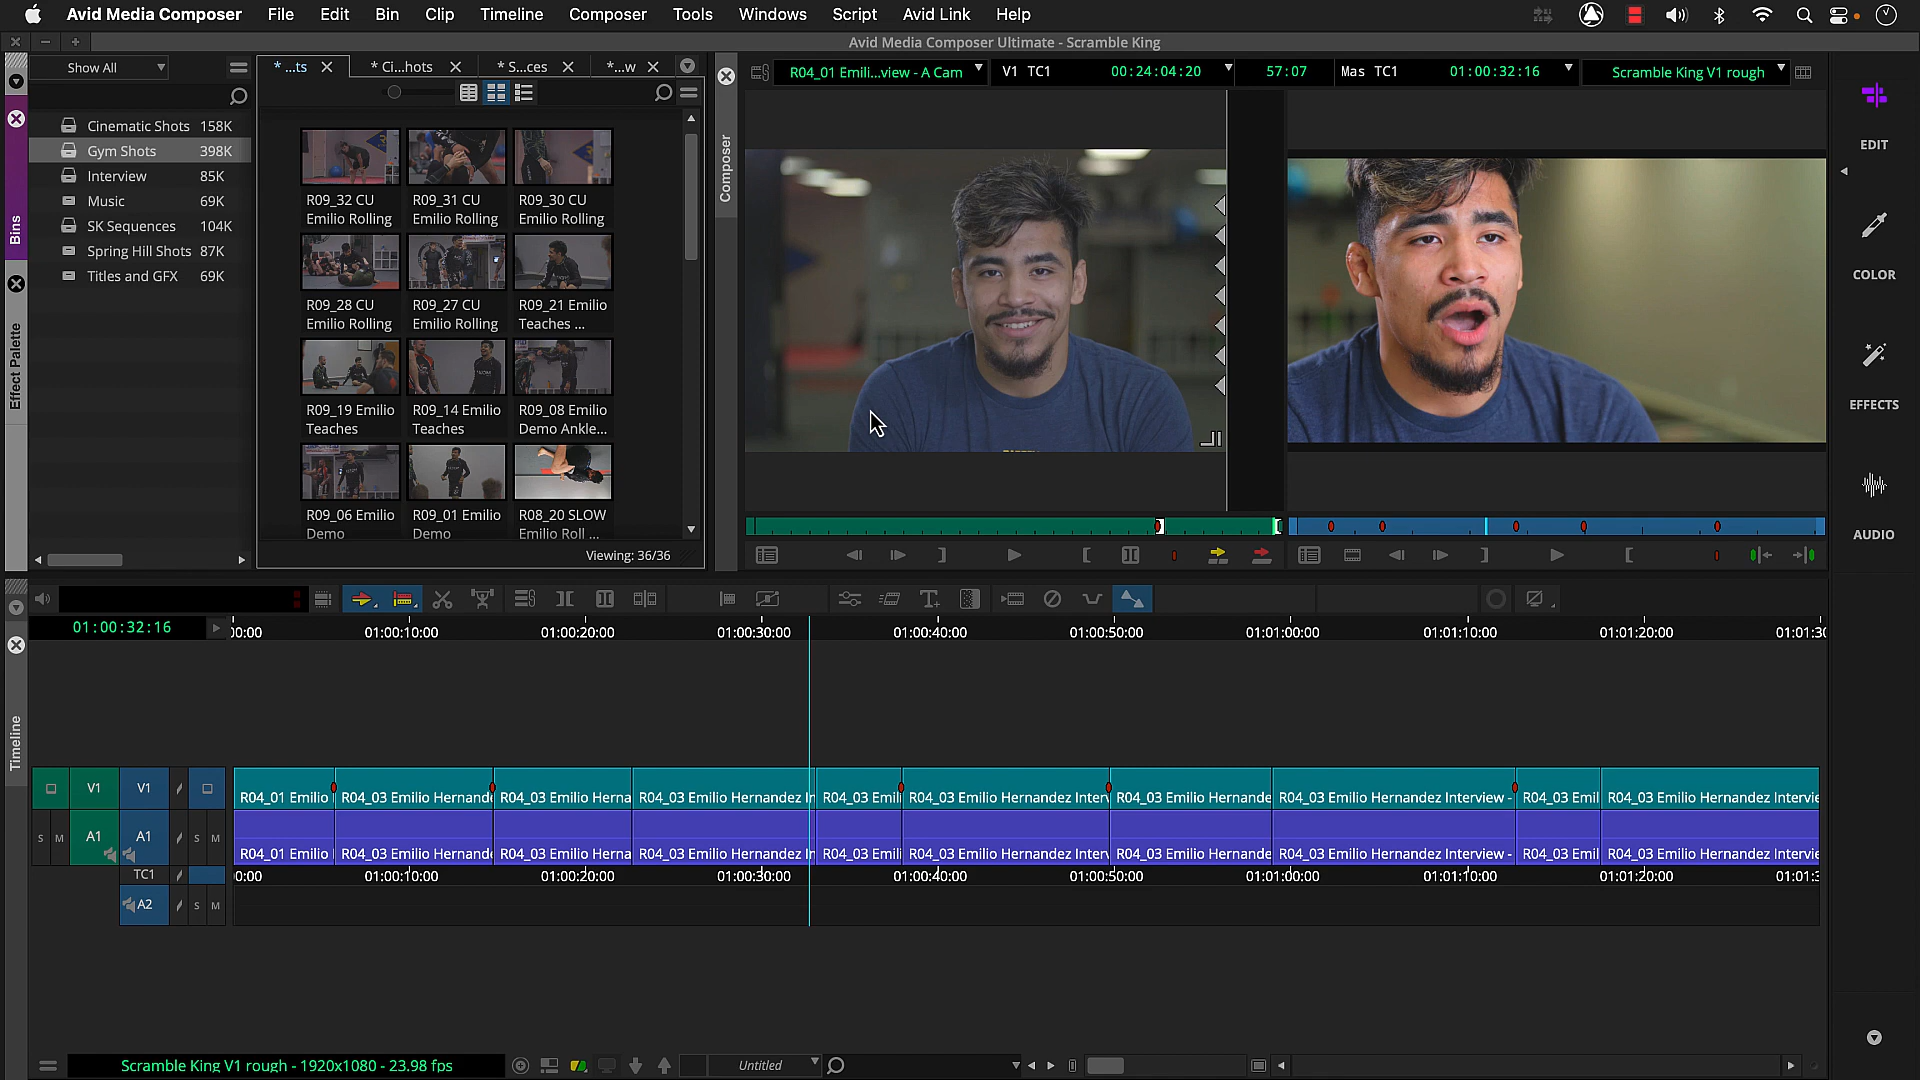 Avid Media Composer File Edit Bin Clip Timeline Composer Tools Windows Script Avid Link Help
Avid Media Composer Ultimate - Scramble King
Show All
Bins
Effect Palette
Cinematic Shots 158K
Gym Shots 398K
Interview 85K
Music 69K
SK Sequences 104K
Spring Hill Shots 87K
Titles and GFX 69K
* ...ts * Ci...hots * S...ces *...w
R09_32 CU
Emilio Rolling
R09_31 CU
Emilio Rolling
R09_30 CU
Emilio Rolling
R09_28 CU
Emilio Rolling
R09_27 CU
Emilio Rolling
R09_21 Emilio
Teaches ...
R09_19 Emilio
Teaches
R09_14 Emilio
Teaches
R09_08 Emilio
Demo Ankle...
R09_06 Emilio
Demo
R09_01 Emilio
Demo
R08_20 SLOW
Emilio Roll ...
Viewing: 36/36
Composer
R04_01 Emili...view - A Cam V1 TC1 00:24:04:20 57:07 Mas TC1 01:00:32:16 Scramble King V1 rough
EDIT
COLOR
EFFECTS
AUDIO
Timeline
01:00:32:16
00:00 01:00:10:00 01:00:20:00 01:00:30:00 01:00:40:00 01:00:50:00 01:01:00:00 01:01:10:00 01:01:20:00 01:01:30
V1 V1
R04_01 Emilio R04_03 Emilio Hernande R04_03 Emilio Herna R04_03 Emilio Hernandez In R04_03 Emili R04_03 Emilio Hernandez Inter R04_03 Emilio Hernande R04_03 Emilio Hernandez Interview - R04_03 Emil R04_03 Emilio Hernandez Intervie
S M A1 A1 S M
R04_01 Emilio R04_03 Emilio Hernande R04_03 Emilio Herna R04_03 Emilio Hernandez In R04_03 Emili R04_03 Emilio Hernandez Inter R04_03 Emilio Hernande R04_03 Emilio Hernandez Interview - R04_03 Emil R04_03 Emilio Hernandez Intervie
TC1
0:00 01:00:10:00 01:00:20:00 01:00:30:00 01:00:40:00 01:00:50:00 01:01:00:00 01:01:10:00 01:01:20:00 01:01:3
A2 S M
Scramble King V1 rough - 1920x1080 - 23.98 fps
Untitled